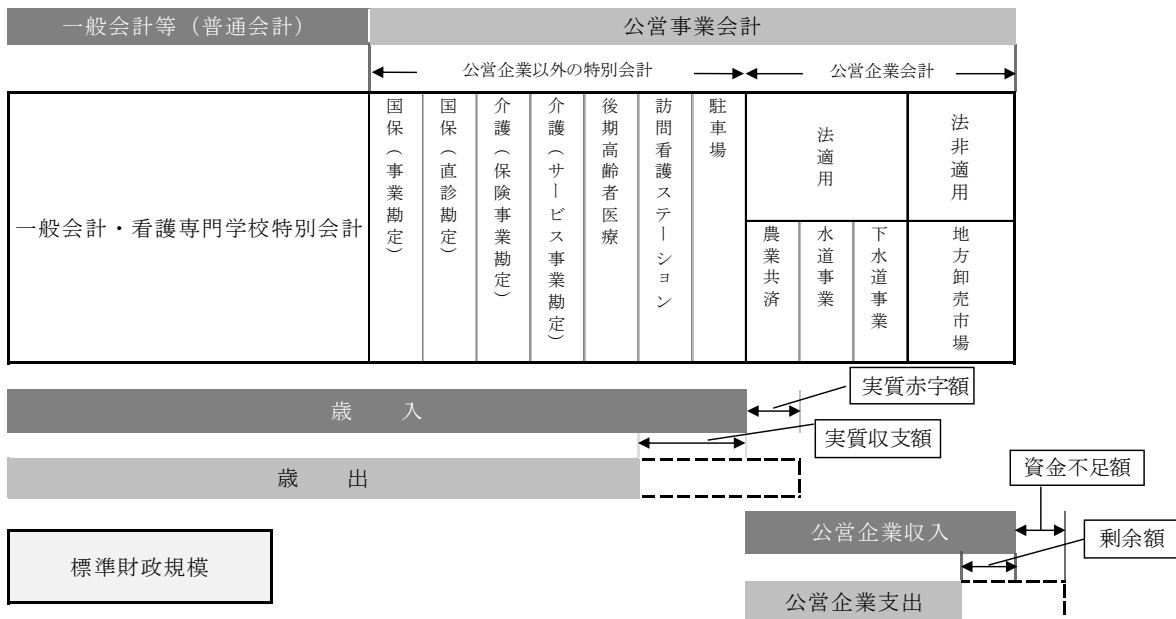 一般会計等（普通会計）
公営事業会計
公営企業以外の特別会計
公営企業会計
一般会計・看護専門学校特別会計
国保（事業勘定）
国保（直診勘定）
介護（保険事業勘定）
介護（サービス事業勘定）
後期高齢者医療
訪問看護ステーション
駐車場
法適用
法非適用
農業共済
水道事業
下水道事業
地方卸売市場
実質赤字額
歳　入
実質収支額
歳　出
資金不足額
公営企業収入
剰余額
標準財政規模
公営企業支出